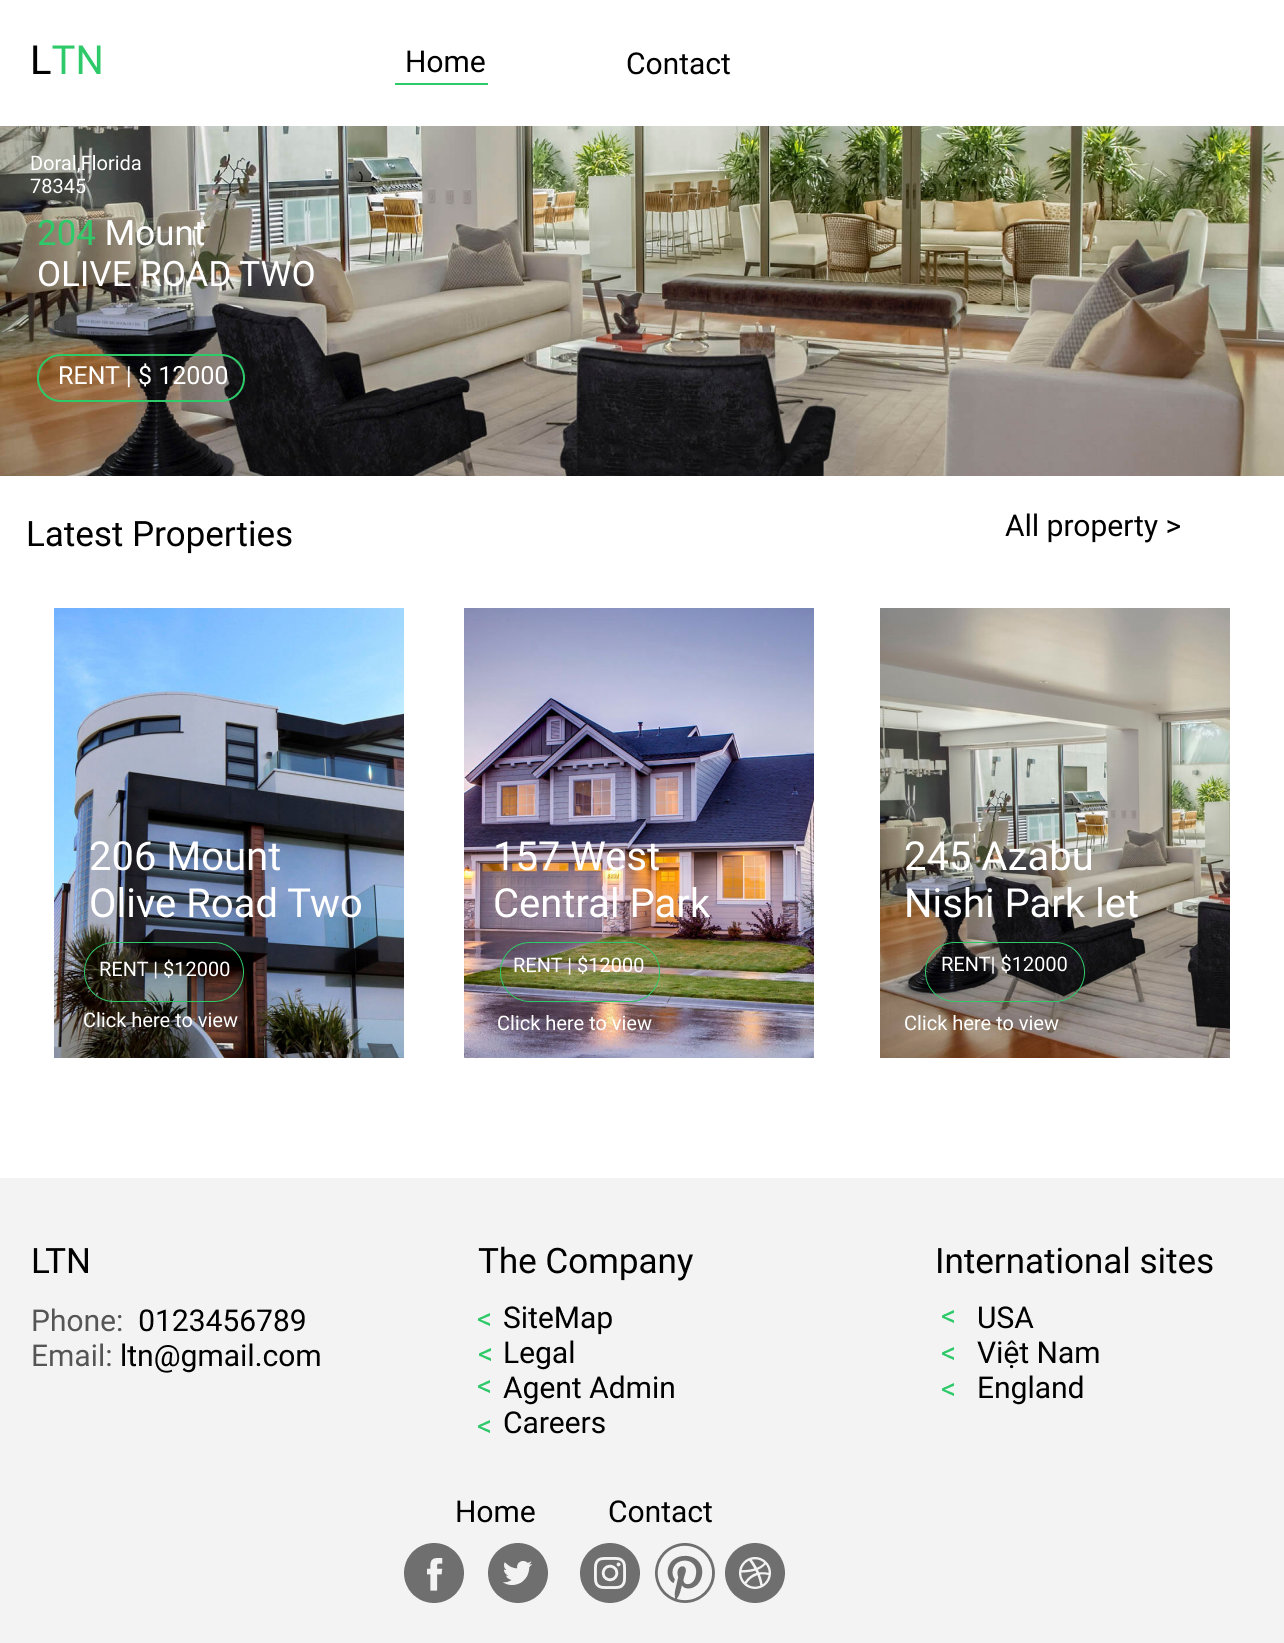 LTN
Home
Contact
Doral,Florida
78345
204 Mount
OLIVE ROAD TWO
RENT | $ 12000
Latest Properties
All property >
206 Mount
Olive Road Two
RENT | $12000
Click here to view
157 West
Central Park
RENT | $12000
Click here to view
245 Azabu
Nishi Park let
RENT| $12000
Click here to view
LTN
Phone: 0123456789
Email: ltn@gmail.com
The Company
< SiteMap
< Legal
< Agent Admin
< Careers
International sites
< USA
< Việt Nam
< England
Home
Contact